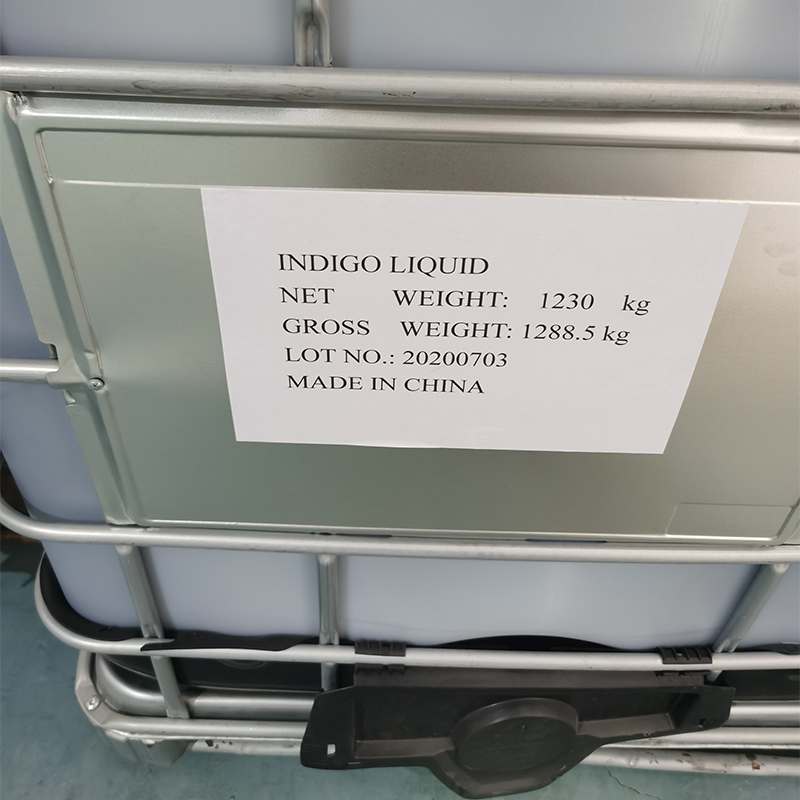 INDIGO LIQUID
NET WEIGHT: 1230 kg
GROSS WEIGHT: 1288.5 kg
LOT NO.: 20200703
MADE IN CHINA